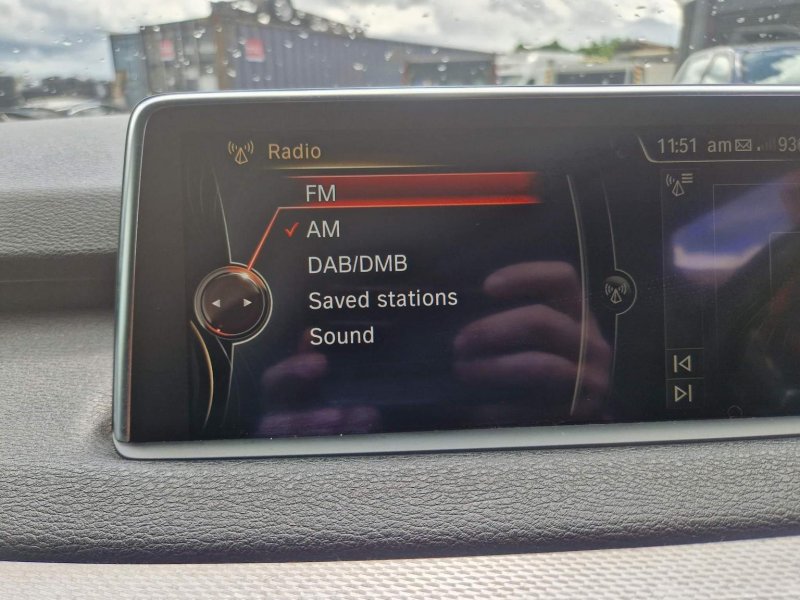 Radio
11:51 am
FM
AM
DAB/DMB
Saved stations
Sound